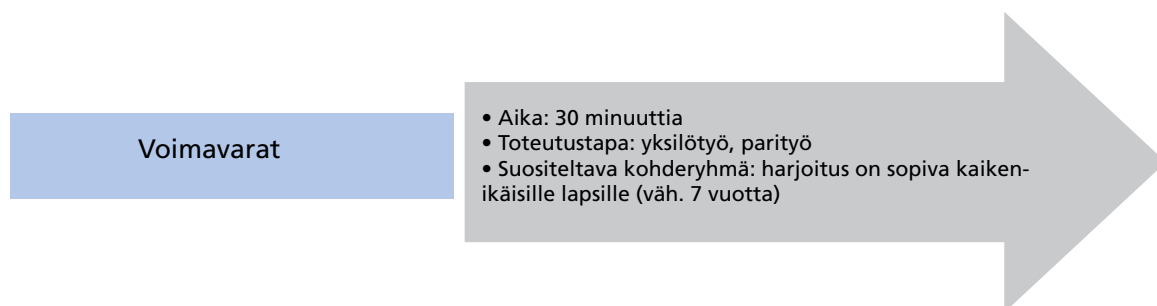 Voimavarat
• Aika: 30 minuuttia
• Toteutustapa: yksilötyö, parityö
• Suositeltava kohderyhmä: harjoitus on sopiva kaiken-
ikäisille lapsille (väh. 7 vuotta)